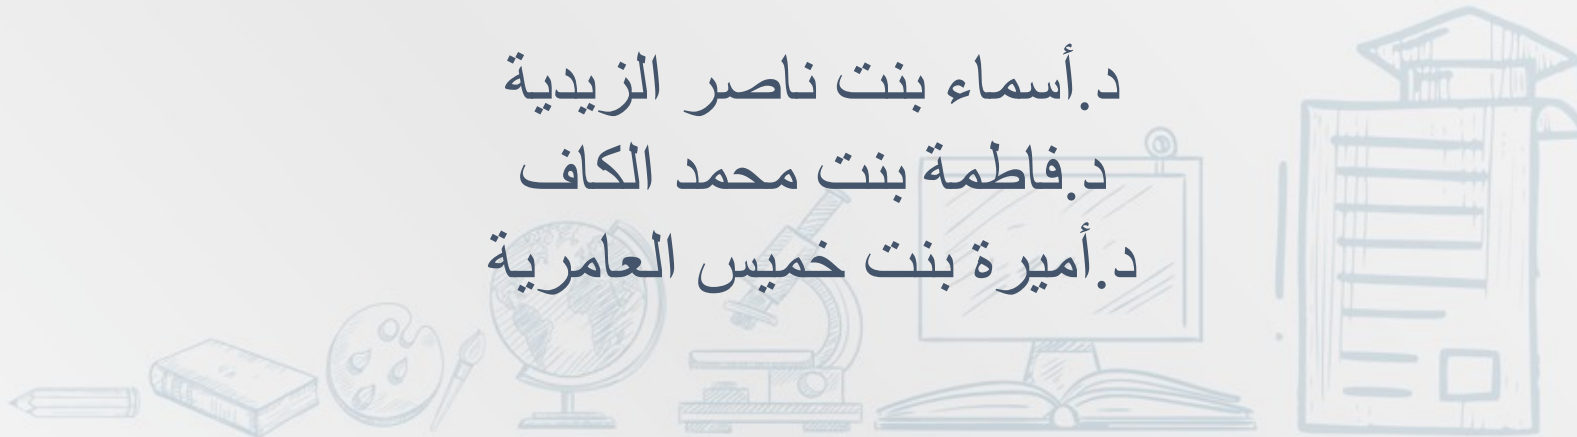 د.أسماء بنت ناصر الزيدية
د.فاطمة بنت محمد الكاف
د.أميرة بنت خميس العامرية